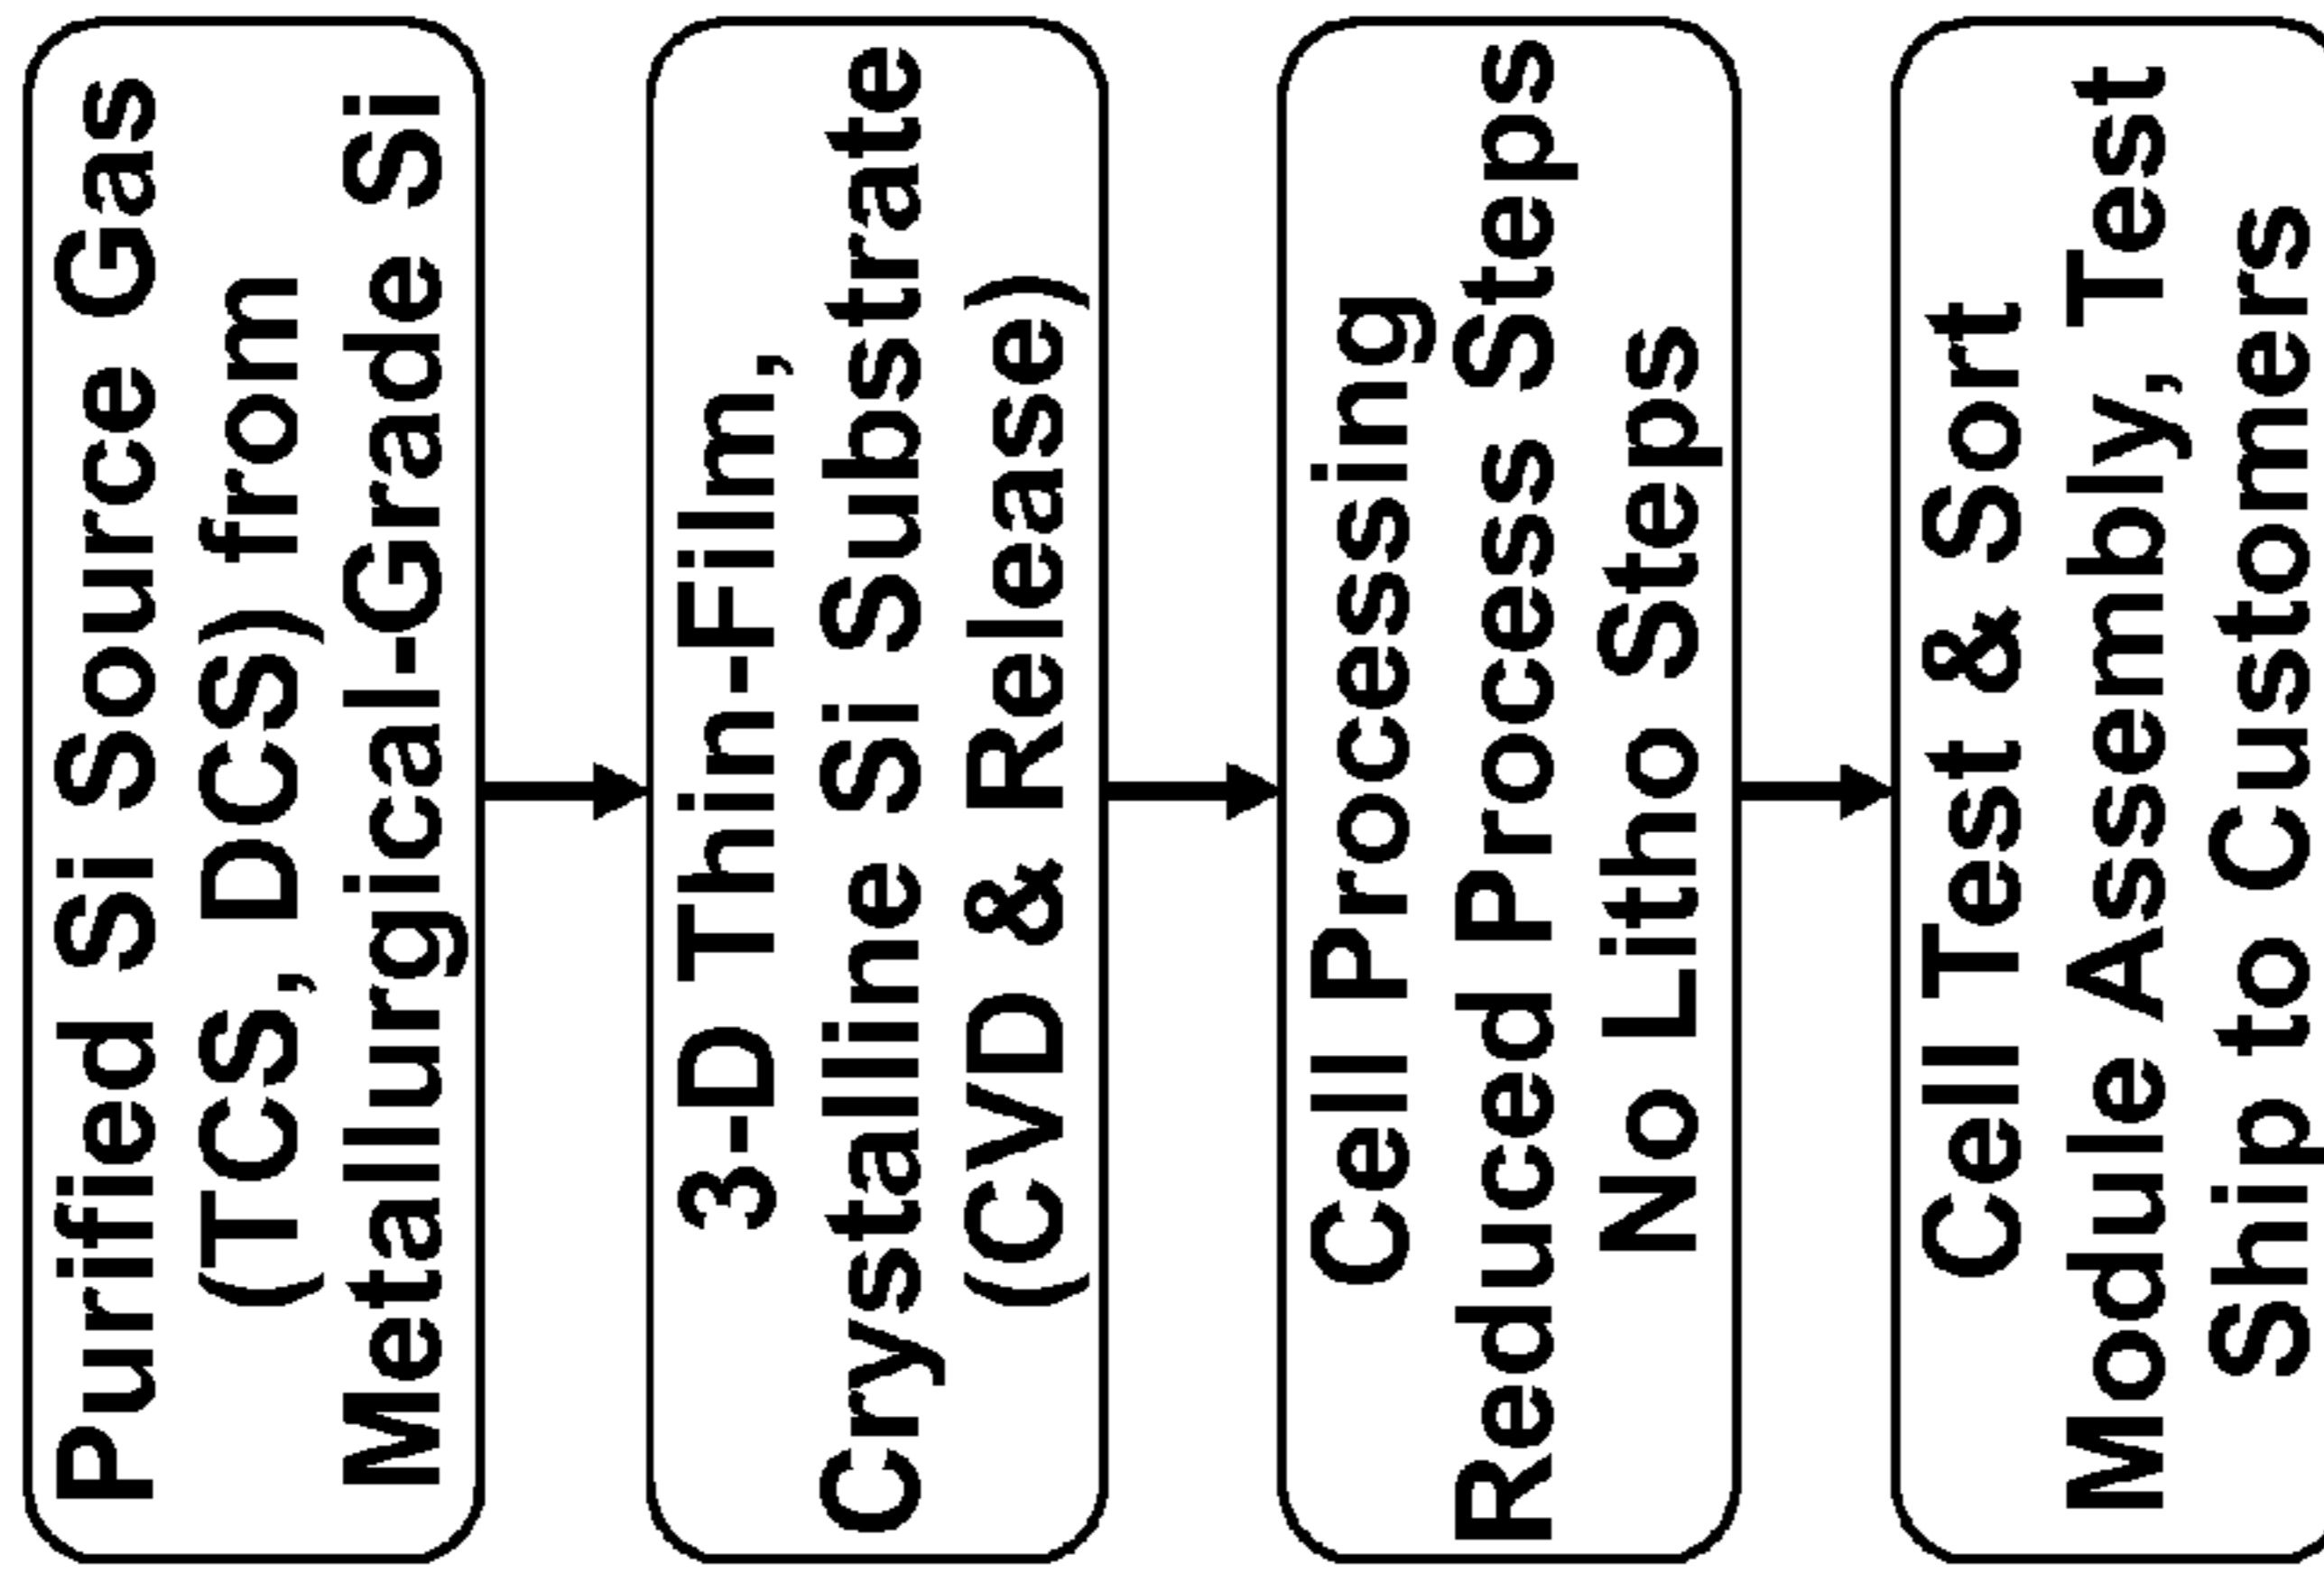 Purified Si Source Gas
(TCS, DCS) from
Metallurgical-Grade Si
3-D Thin-Film,
Crystalline Si Substrate
(CVD & Release)
Cell Processing
Reduced Process Steps
No Litho Steps
Cell Test & Sort
Module Assembly, Test
Ship to Customers